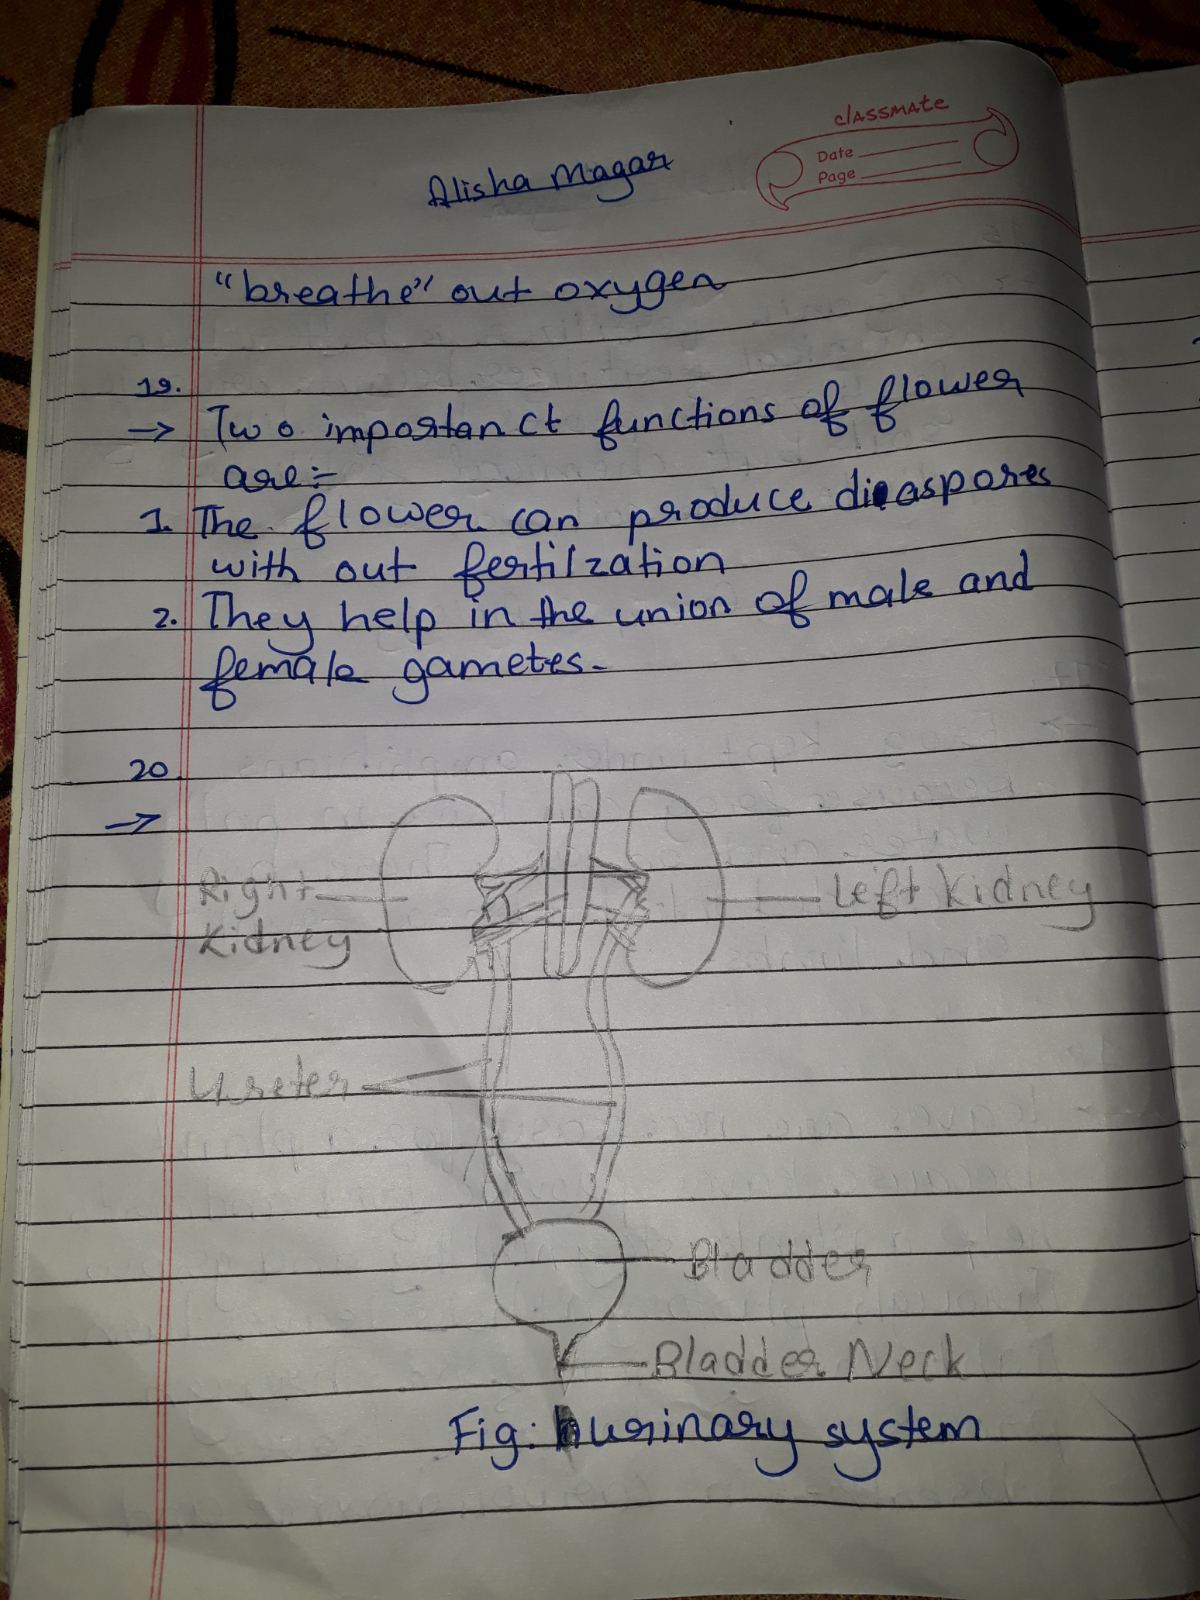 classmate
Date
Page
Alisha Magar
"breathe" out oxygen
19.
→ Two importanct functions of flower
are:-
1. The flower can produce diaspores
with out fertilzation
2. They help in the union of male and
female gametes.
20
→
Right
Kidney
Left Kidney
Ureter
Bladder
Bladder Neck
Fig: urinary system